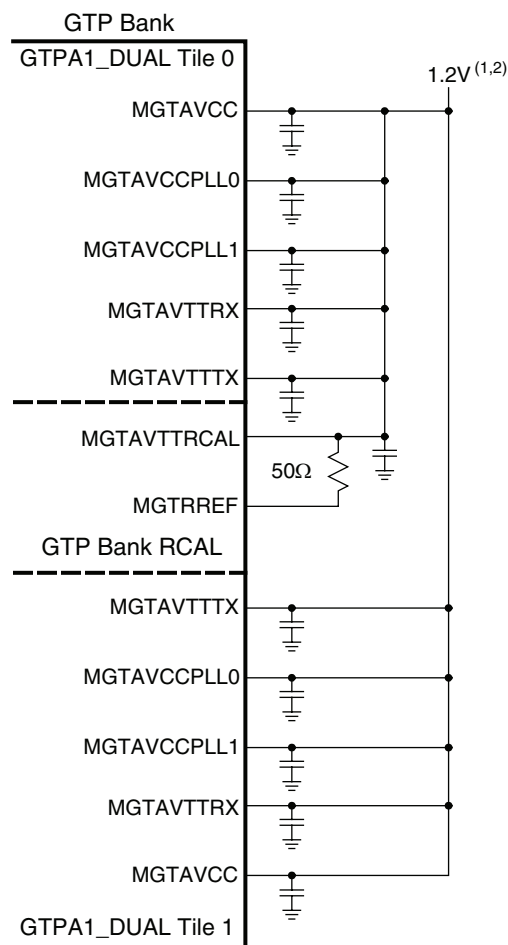 GTP Bank
GTPA1_DUAL Tile 0
1.2V (1,2)
MGTAVCC
MGTAVCCPLL0
MGTAVCCPLL1
MGTAVTTRX
MGTAVTTTX
MGTAVTTRCAL
50Ω
MGTRREF
GTP Bank RCAL
MGTAVTTTX
MGTAVCCPLL0
MGTAVCCPLL1
MGTAVTTRX
MGTAVCC
GTPA1_DUAL Tile 1